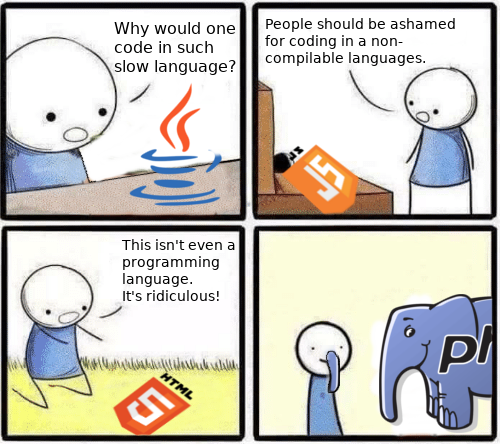 Why would one
code in such
slow language?
People should be ashamed
for coding in a non-
compilable languages.
JS
This isn't even a
programming
language.
It's ridiculous!
HTML
5
ph